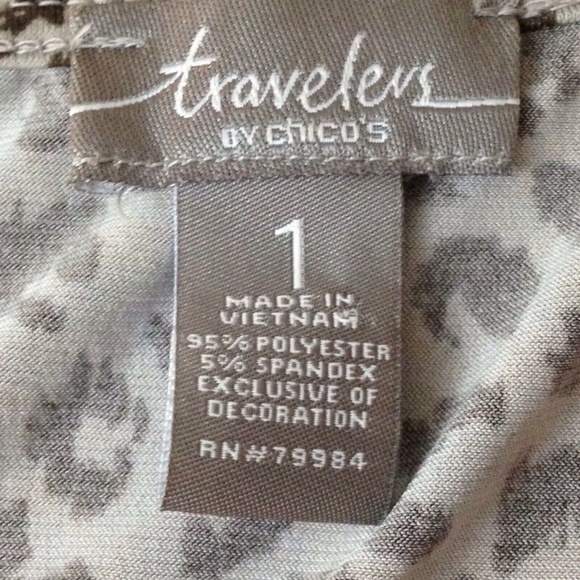 travelers
BY CHICO'S
1
MADE IN
VIETNAM
95% POLYESTER
5% SPANDEX
EXCLUSIVE OF
DECORATION
RN#79984